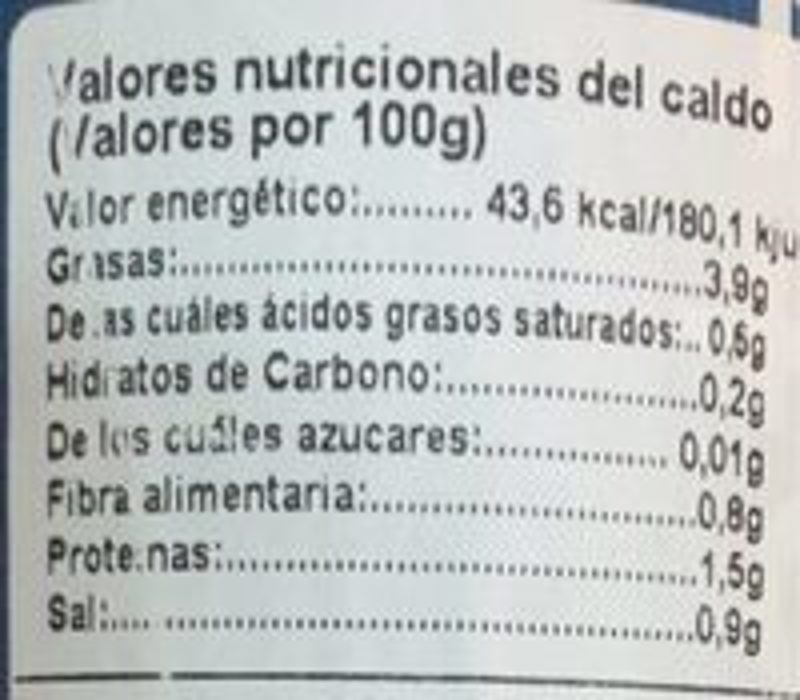 Valores nutricionales del caldo
(Valores por 100g)
Valor energético:.......... 43,6 kcal/180,1 kju
Grasas:..........................................3,9g
De las cuáles ácidos grasos saturados:.. 0,6g
Hidratos de Carbono:........................0,2g
De los cuáles azucares:................ 0,01g
Fibra alimentaria:..............................0,8g
Proteinas:..........................................1,5g
Sal:.... ...........................................0,9g